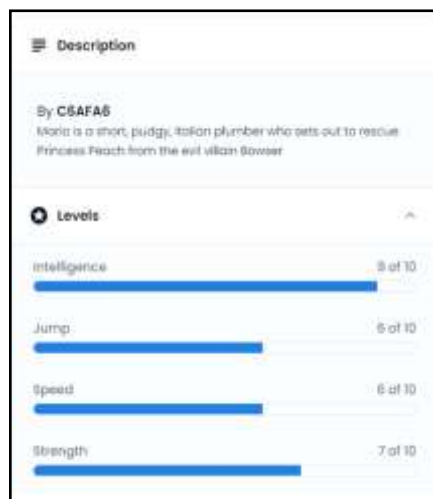 Description
By C6AFA6
Mario is a short, pudgy, Italian plumber who sets out to rescue
Princess Peach from the evil villain Bowser
Levels
Intelligence 9 of 10
Jump 6 of 10
Speed 6 of 10
Strength 7 of 10